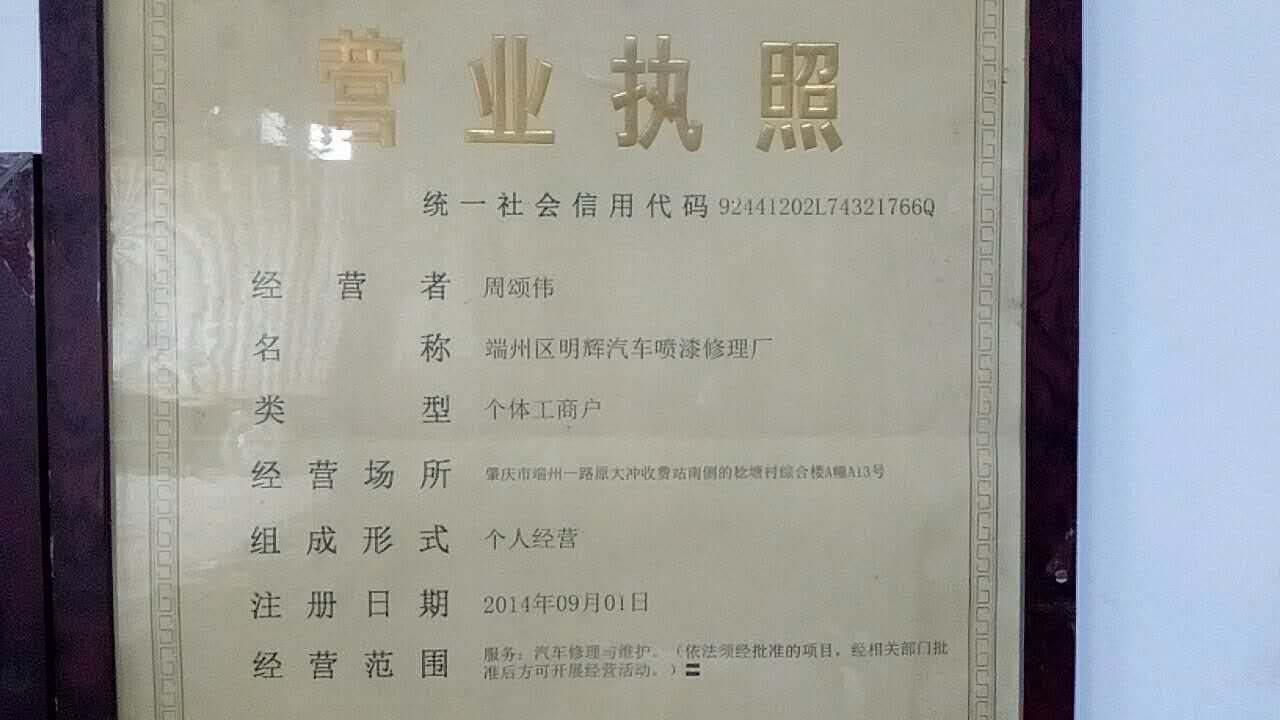 营业执照
统一社会信用代码 92441202L74321766Q
经营者 周颂伟
名称 端州区明辉汽车喷漆修理厂
类型 个体工商户
经营场所 肇庆市端州一路原大冲收费站南侧的稔塘村综合楼A幢A13号
组成形式 个人经营
注册日期 2014年09月01日
经营范围 服务：汽车修理与维护。（依法须经批准的项目，经相关部门批
准后方可开展经营活动。）〓